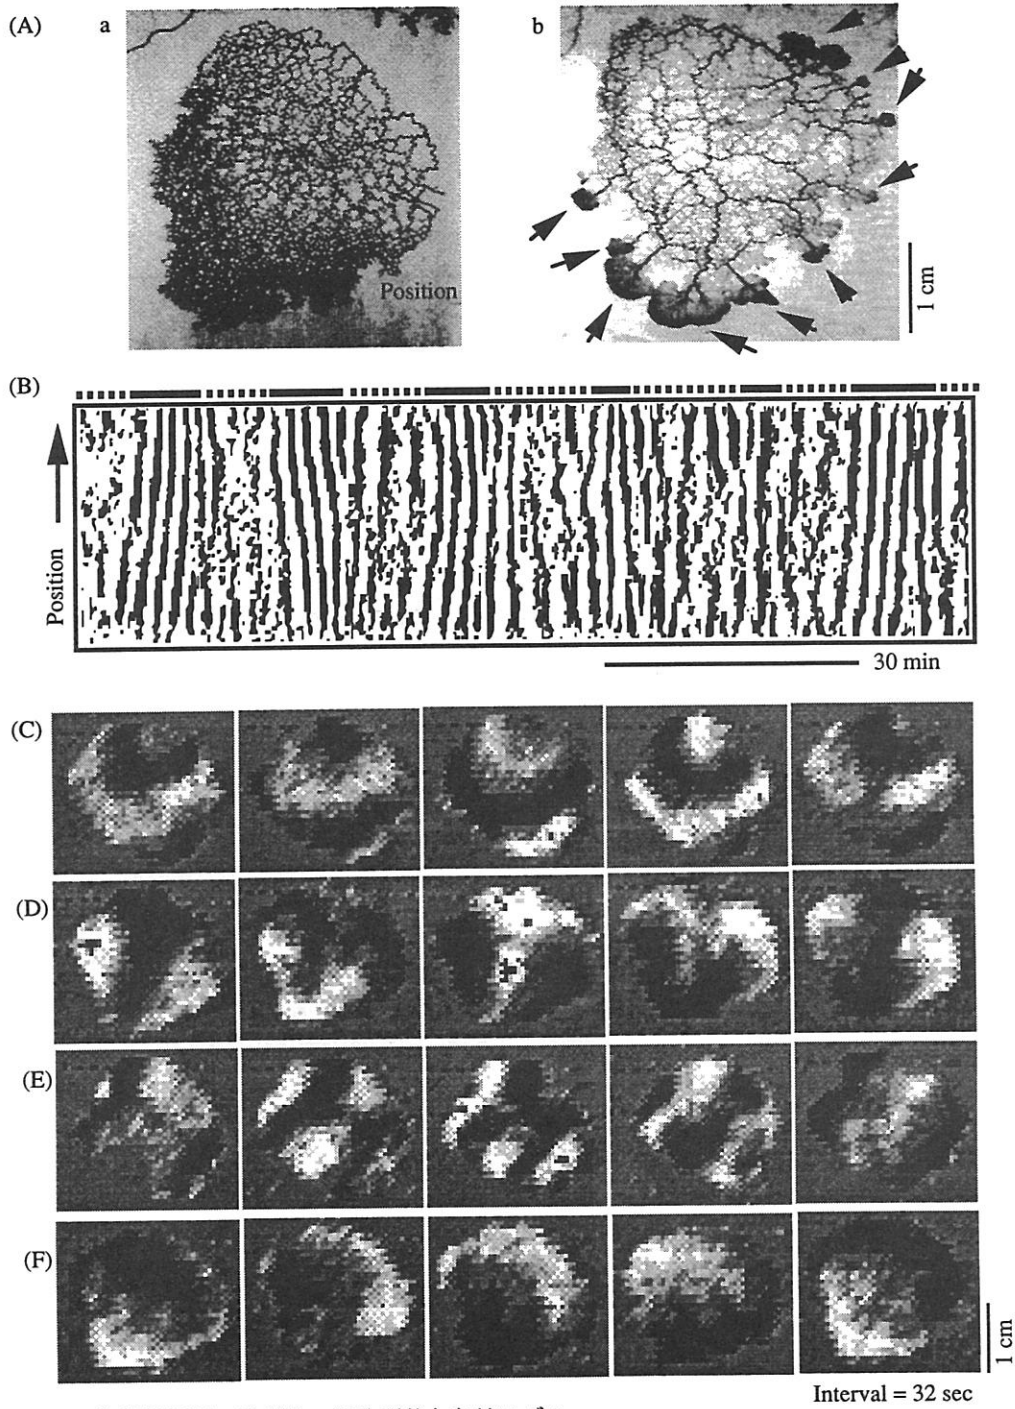 (A) a b
Position
1 cm
(B)
Position
30 min
(C)
(D)
(E)
(F)
1 cm
Interval = 32 sec